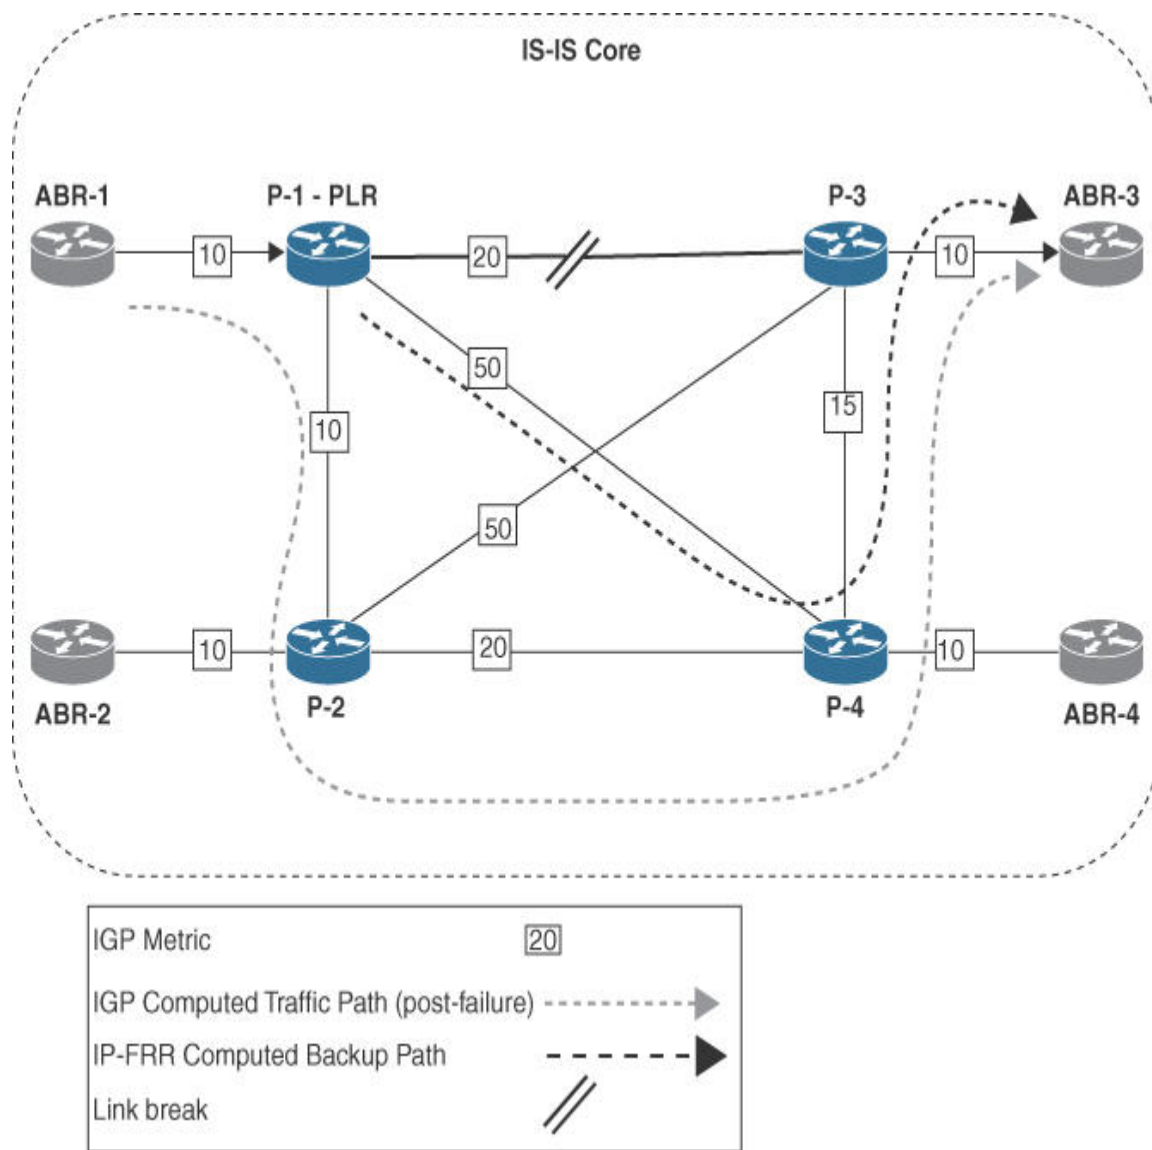 IS-IS Core
ABR-1
P-1 - PLR
P-3
ABR-3
10
20
10
50
15
10
50
10
20
10
ABR-2
P-2
P-4
ABR-4
IGP Metric 20
IGP Computed Traffic Path (post-failure)
IP-FRR Computed Backup Path
Link break